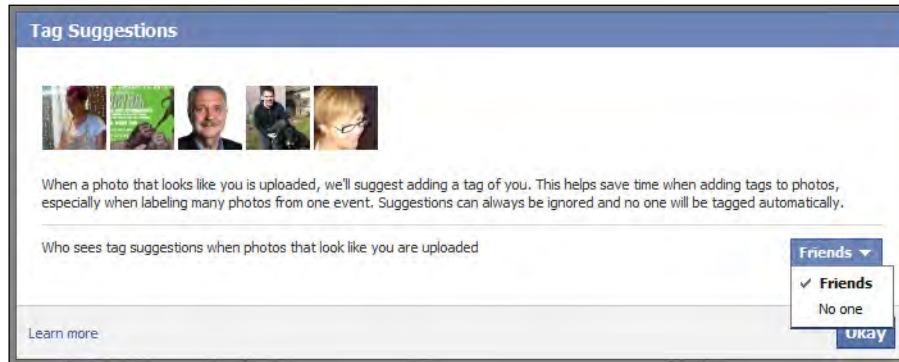 Tag Suggestions
When a photo that looks like you is uploaded, we'll suggest adding a tag of you. This helps save time when adding tags to photos,
especially when labeling many photos from one event. Suggestions can always be ignored and no one will be tagged automatically.
Who sees tag suggestions when photos that look like you are uploaded
Friends
Friends
No one
Learn more
Okay